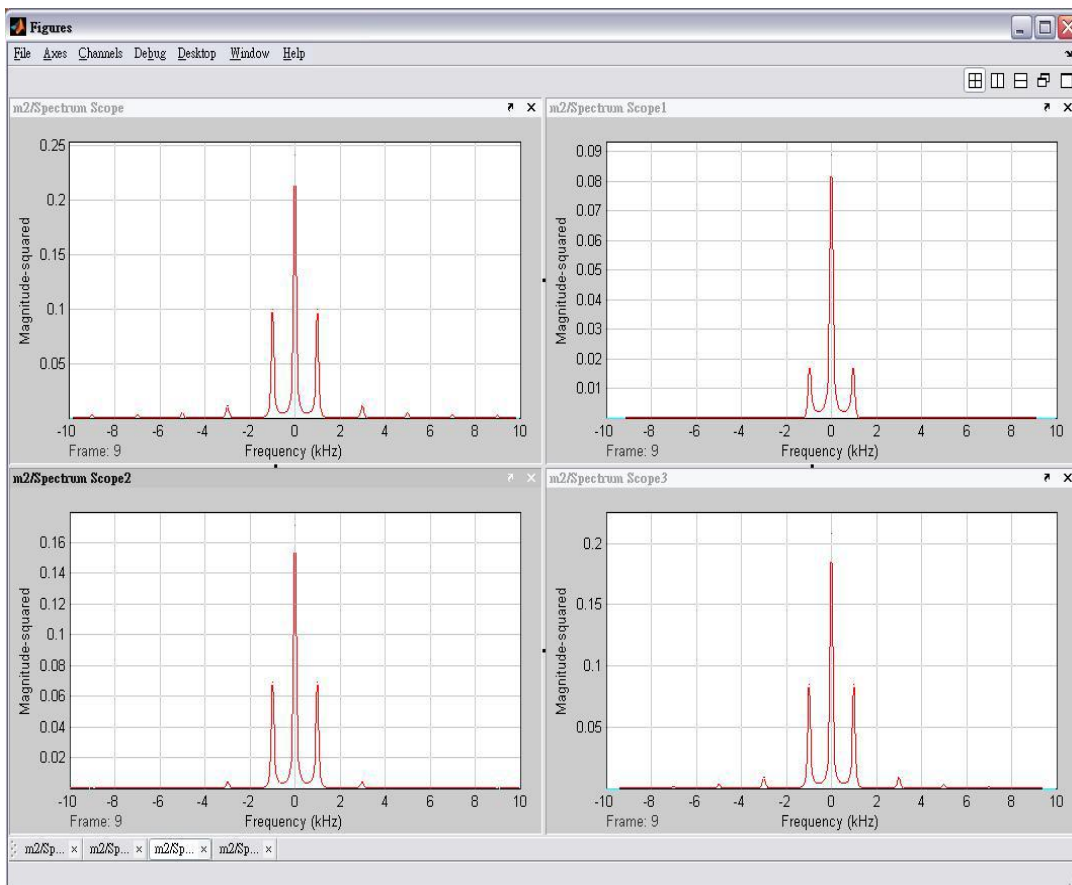 Figures
File Axes Channels Debug Desktop Window Help
m2/Spectrum Scope
Magnitude-squared
0.25
0.2
0.15
0.1
0.05
-10 -8 -6 -4 -2 0 2 4 6 8 10
Frame: 9 Frequency (kHz)
m2/Spectrum Scope1
Magnitude-squared
0.09
0.08
0.07
0.06
0.05
0.04
0.03
0.02
0.01
-10 -8 -6 -4 -2 0 2 4 6 8 10
Frame: 9 Frequency (kHz)
m2/Spectrum Scope2
Magnitude-squared
0.16
0.14
0.12
0.1
0.08
0.06
0.04
0.02
-10 -8 -6 -4 -2 0 2 4 6 8 10
Frame: 9 Frequency (kHz)
m2/Spectrum Scope3
Magnitude-squared
0.2
0.15
0.1
0.05
-10 -8 -6 -4 -2 0 2 4 6 8 10
Frame: 9 Frequency (kHz)
m2/Sp... m2/Sp... m2/Sp... m2/Sp...